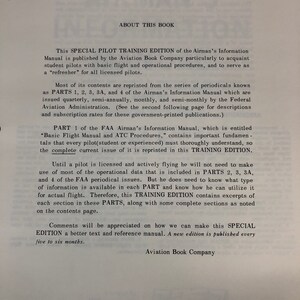 ABOUT THIS BOOK
This SPECIAL PILOT TRAINING EDITION of the Airman's Information
Manual is published by the Aviation Book Company particularly to acquaint
student pilots with basic flight and operational procedures, and to serve as
a "refresher" for all licensed pilots.
Most of its contents are reprinted from the series of periodicals known
as PARTS 1, 2, 3, 3A, and 4 of the Airman's Information Manual which are
issued quarterly, semi-annually, monthly, and semi-monthly by the Federal
Aviation Administration. (See the second following page for descriptions
and subscription rates for these government-printed publications.)
PART 1 of the FAA Airman's Information Manual, which is entitled
"Basic Flight Manual and ATC Procedures," contains important fundamen-
tals that every pilot(student or experienced) must thoroughly understand, so
the complete current issue of it is reprinted in this TRAINING EDITION.
Until a pilot is licensed and actively flying he will not need to make
use of most of the operational data that is included in PARTS 2, 3, 3A,
and 4 of the FAA periodical issues. But he does need to know what type
of information is available in each PART and know how he can utilize it
for actual flight. Therefore, this TRAINING EDITION contains excerpts of
each section in these PARTS, along with some complete sections as noted
on the contents page.
Comments will be appreciated on how we can make this SPECIAL
EDITION a better text and reference manual. A new edition is published every
five to six months.
Aviation Book Company